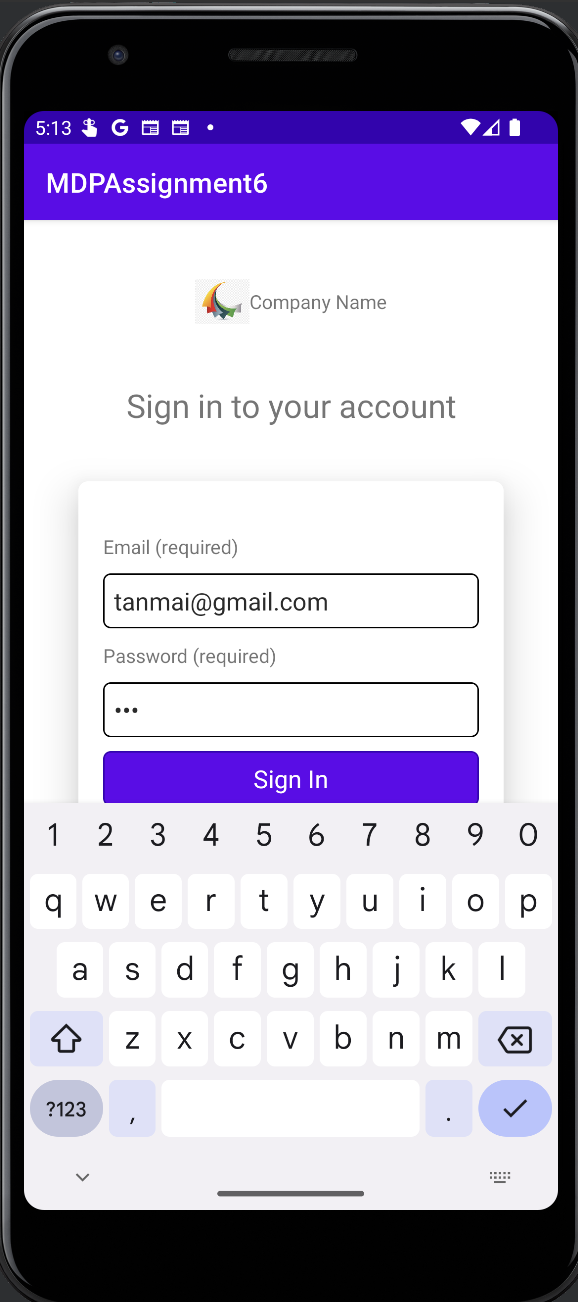 5:13
MDPAssignment6
Company Name
Sign in to your account
Email (required)
tanmai@gmail.com
Password (required)
•••
Sign In
1 2 3 4 5 6 7 8 9 0
q w e r t y u i o p
a s d f g h j k l
z x c v b n m
?123 , .